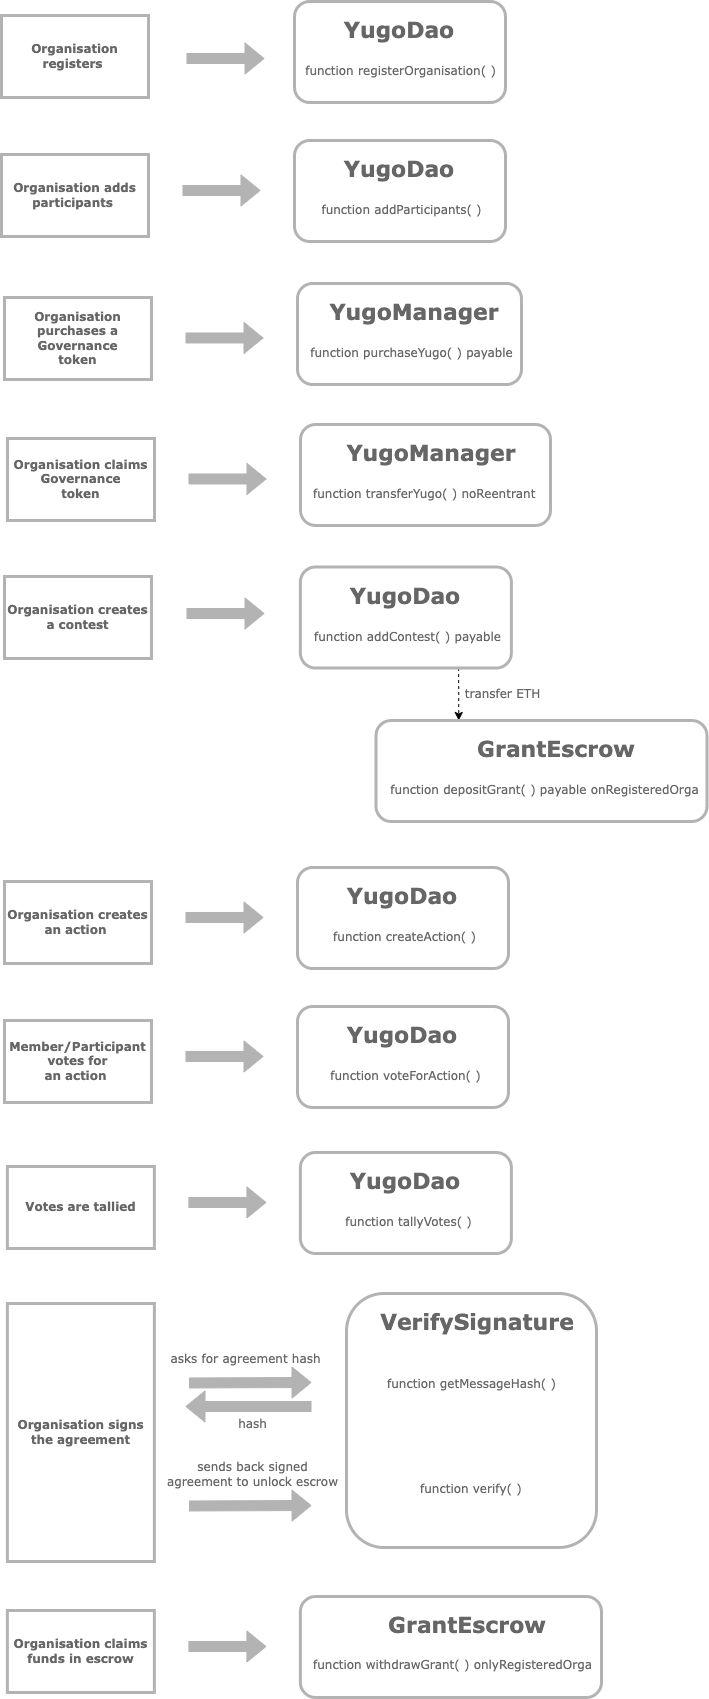 Organisation
registers
YugoDao
function registerOrganisation( )
Organisation adds
participants
YugoDao
function addParticipants( )
Organisation
purchases a
Governance
token
YugoManager
function purchaseYugo( ) payable
Organisation claims
Governance
token
YugoManager
function transferYugo( ) noReentrant
Organisation creates
a contest
YugoDao
function addContest( ) payable
transfer ETH
GrantEscrow
function depositGrant( ) payable onRegisteredOrga
Organisation creates
an action
YugoDao
function createAction( )
Member/Participant
votes for
an action
YugoDao
function voteForAction( )
Votes are tallied
YugoDao
function tallyVotes( )
Organisation signs
the agreement
asks for agreement hash
hash
sends back signed
agreement to unlock escrow
VerifySignature
function getMessageHash( )
function verify( )
Organisation claims
funds in escrow
GrantEscrow
function withdrawGrant( ) onlyRegisteredOrga